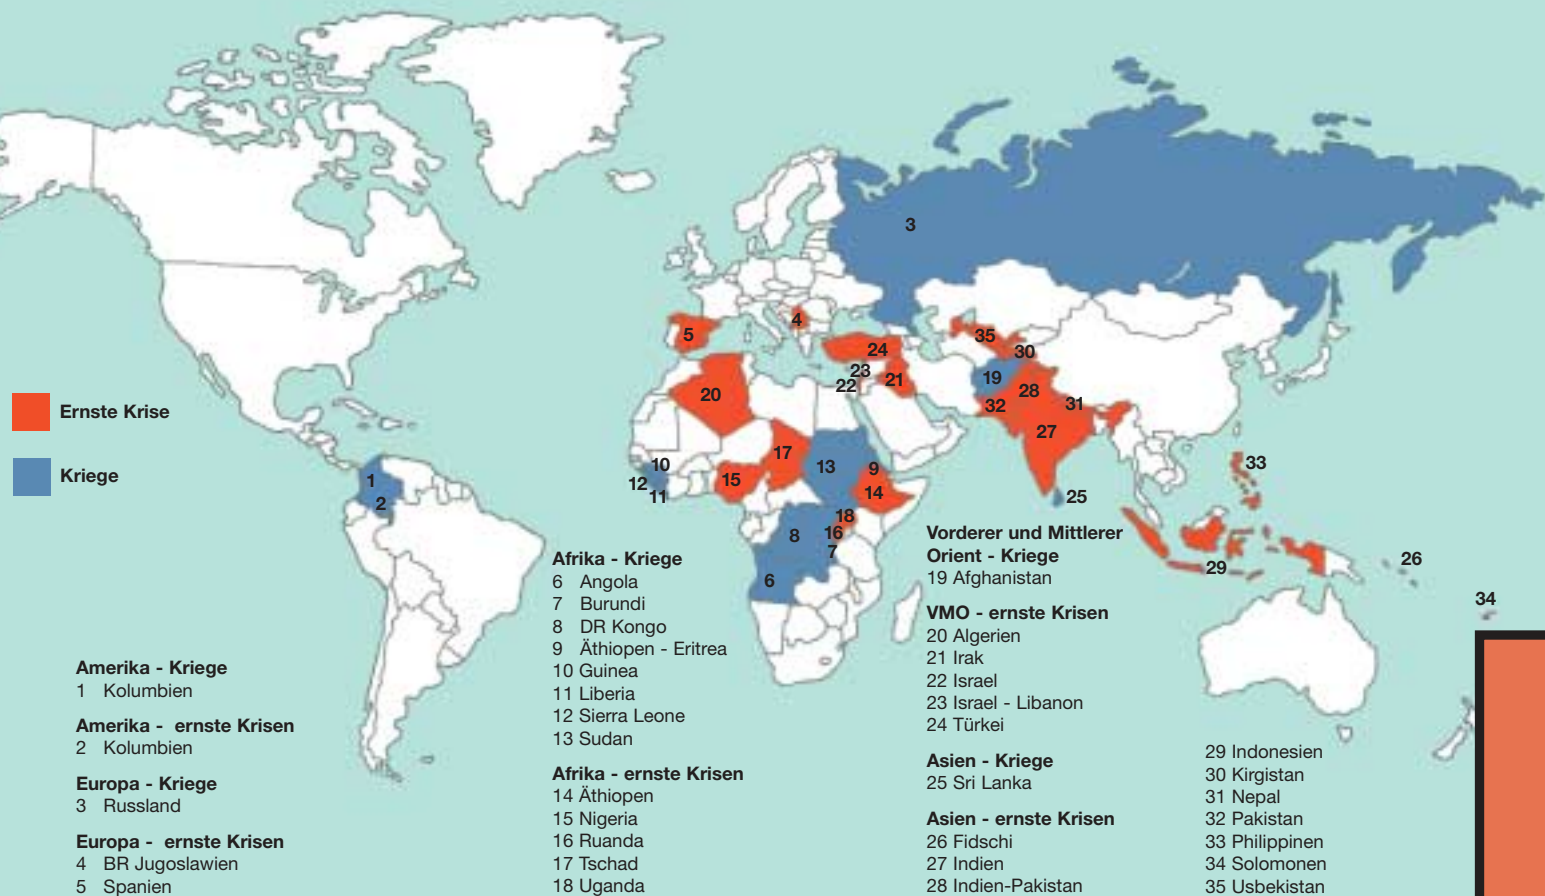 3
4
5
24
35
30
23
22
21
19
28
32
31
27
20
17
10
12
11
15
13
9
14
18
16
8
7
6
1
2
25
33
29
26
34
Ernste Krise
Kriege
Amerika - Kriege
1 Kolumbien
Amerika - ernste Krisen
2 Kolumbien
Europa - Kriege
3 Russland
Europa - ernste Krisen
4 BR Jugoslawien
5 Spanien
Afrika - Kriege
6 Angola
7 Burundi
8 DR Kongo
9 Äthiopen - Eritrea
10 Guinea
11 Liberia
12 Sierra Leone
13 Sudan
Afrika - ernste Krisen
14 Äthiopen
15 Nigeria
16 Ruanda
17 Tschad
18 Uganda
Vorderer und Mittlerer
Orient - Kriege
19 Afghanistan
VMO - ernste Krisen
20 Algerien
21 Irak
22 Israel
23 Israel - Libanon
24 Türkei
Asien - Kriege
25 Sri Lanka
Asien - ernste Krisen
26 Fidschi
27 Indien
28 Indien-Pakistan
29 Indonesien
30 Kirgistan
31 Nepal
32 Pakistan
33 Philippinen
34 Solomonen
35 Usbekistan